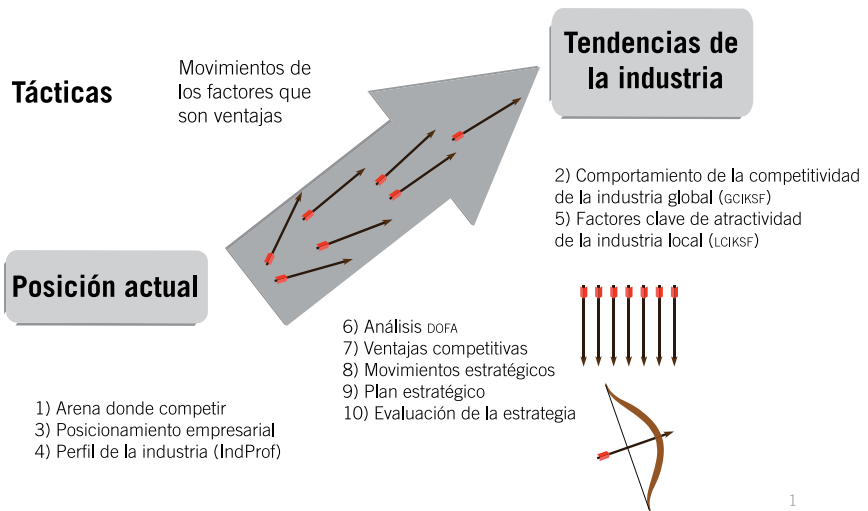 Tácticas
Movimientos de
los factores que
son ventajas
Tendencias de
la industria
2) Comportamiento de la competitividad
de la industria global (GCIKSF)
5) Factores clave de atractividad
de la industria local (LCIKSF)
Posición actual
1) Arena donde competir
3) Posicionamiento empresarial
4) Perfil de la industria (IndProf)
6) Análisis DOFA
7) Ventajas competitivas
8) Movimientos estratégicos
9) Plan estratégico
10) Evaluación de la estrategia
1